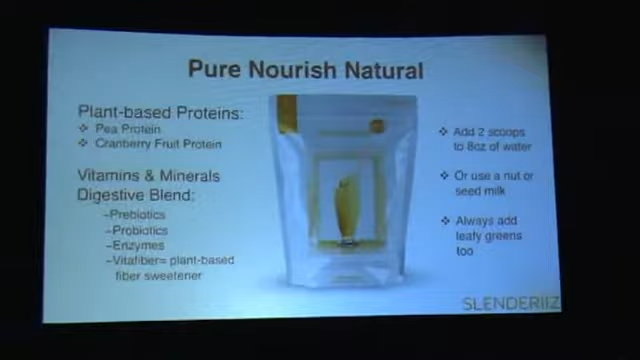 Pure Nourish Natural
Plant-based Proteins:
❖ Pea Protein
❖ Cranberry Fruit Protein
Vitamins & Minerals
Digestive Blend:
–Prebiotics
–Probiotics
–Enzymes
–Vitafiber= plant-based
fiber sweetener
❖ Add 2 scoops
to 8oz of water
❖ Or use a nut or
seed milk
❖ Always add
leafy greens
too
SLENDERIIZ